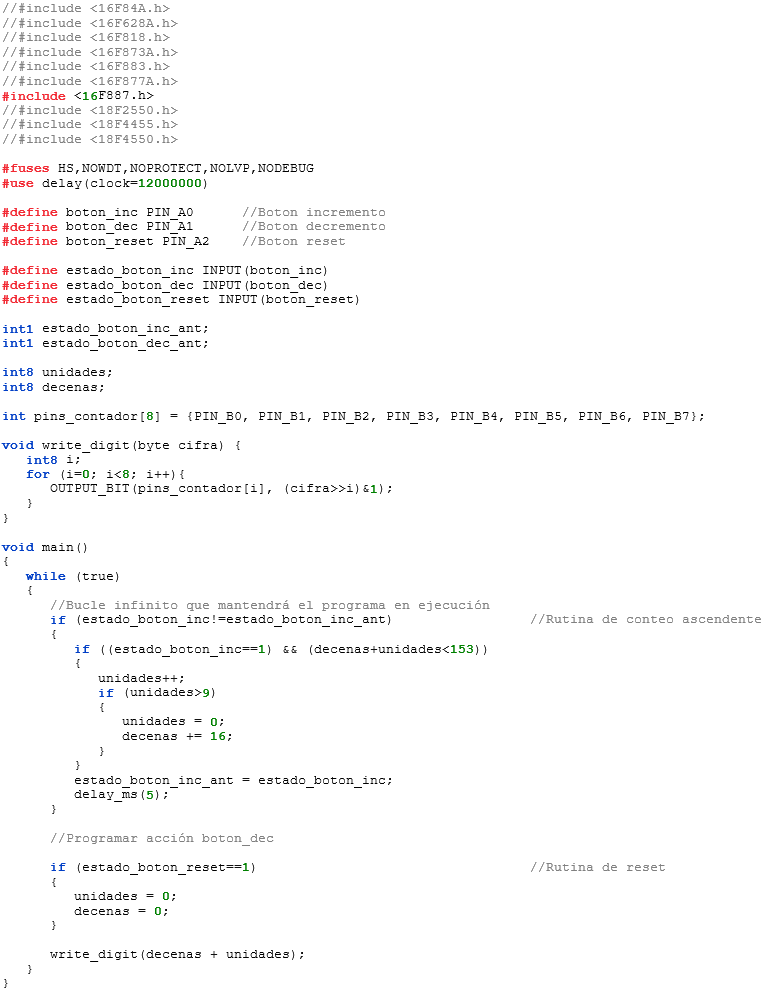 //#include <16F84A.h>
//#include <16F628A.h>
//#include <16F818.h>
//#include <16F873A.h>
//#include <16F883.h>
//#include <16F877A.h>
#include <16F887.h>
//#include <18F2550.h>
//#include <18F4455.h>
//#include <18F4550.h>

#fuses HS,NOWDT,NOPROTECT,NOLVP,NODEBUG
#use delay(clock=12000000)

#define boton_inc PIN_A0      //Boton incremento
#define boton_dec PIN_A1      //Boton decremento
#define boton_reset PIN_A2    //Boton reset

#define estado_boton_inc INPUT(boton_inc)
#define estado_boton_dec INPUT(boton_dec)
#define estado_boton_reset INPUT(boton_reset)

int1 estado_boton_inc_ant;
int1 estado_boton_dec_ant;

int8 unidades;
int8 decenas;

int pins_contador[8] = {PIN_B0, PIN_B1, PIN_B2, PIN_B3, PIN_B4, PIN_B5, PIN_B6, PIN_B7};

void write_digit(byte cifra) {
   int8 i;
   for (i=0; i<8; i++){
      OUTPUT_BIT(pins_contador[i], (cifra>>i)&1);
   }
}

void main()
{
   while (true)
   {
      //Bucle infinito que mantendrá el programa en ejecución
      if (estado_boton_inc!=estado_boton_inc_ant)                 //Rutina de conteo ascendente
      {
         if ((estado_boton_inc==1) && (decenas+unidades<153))
         {
            unidades++;
            if (unidades>9)
            {
               unidades = 0;
               decenas += 16;
            }
         }
         estado_boton_inc_ant = estado_boton_inc;
         delay_ms(5);
      }

      //Programar acción boton_dec

      if (estado_boton_reset==1)                                  //Rutina de reset
      {
         unidades = 0;
         decenas = 0;
      }

      write_digit(decenas + unidades);
   }
}